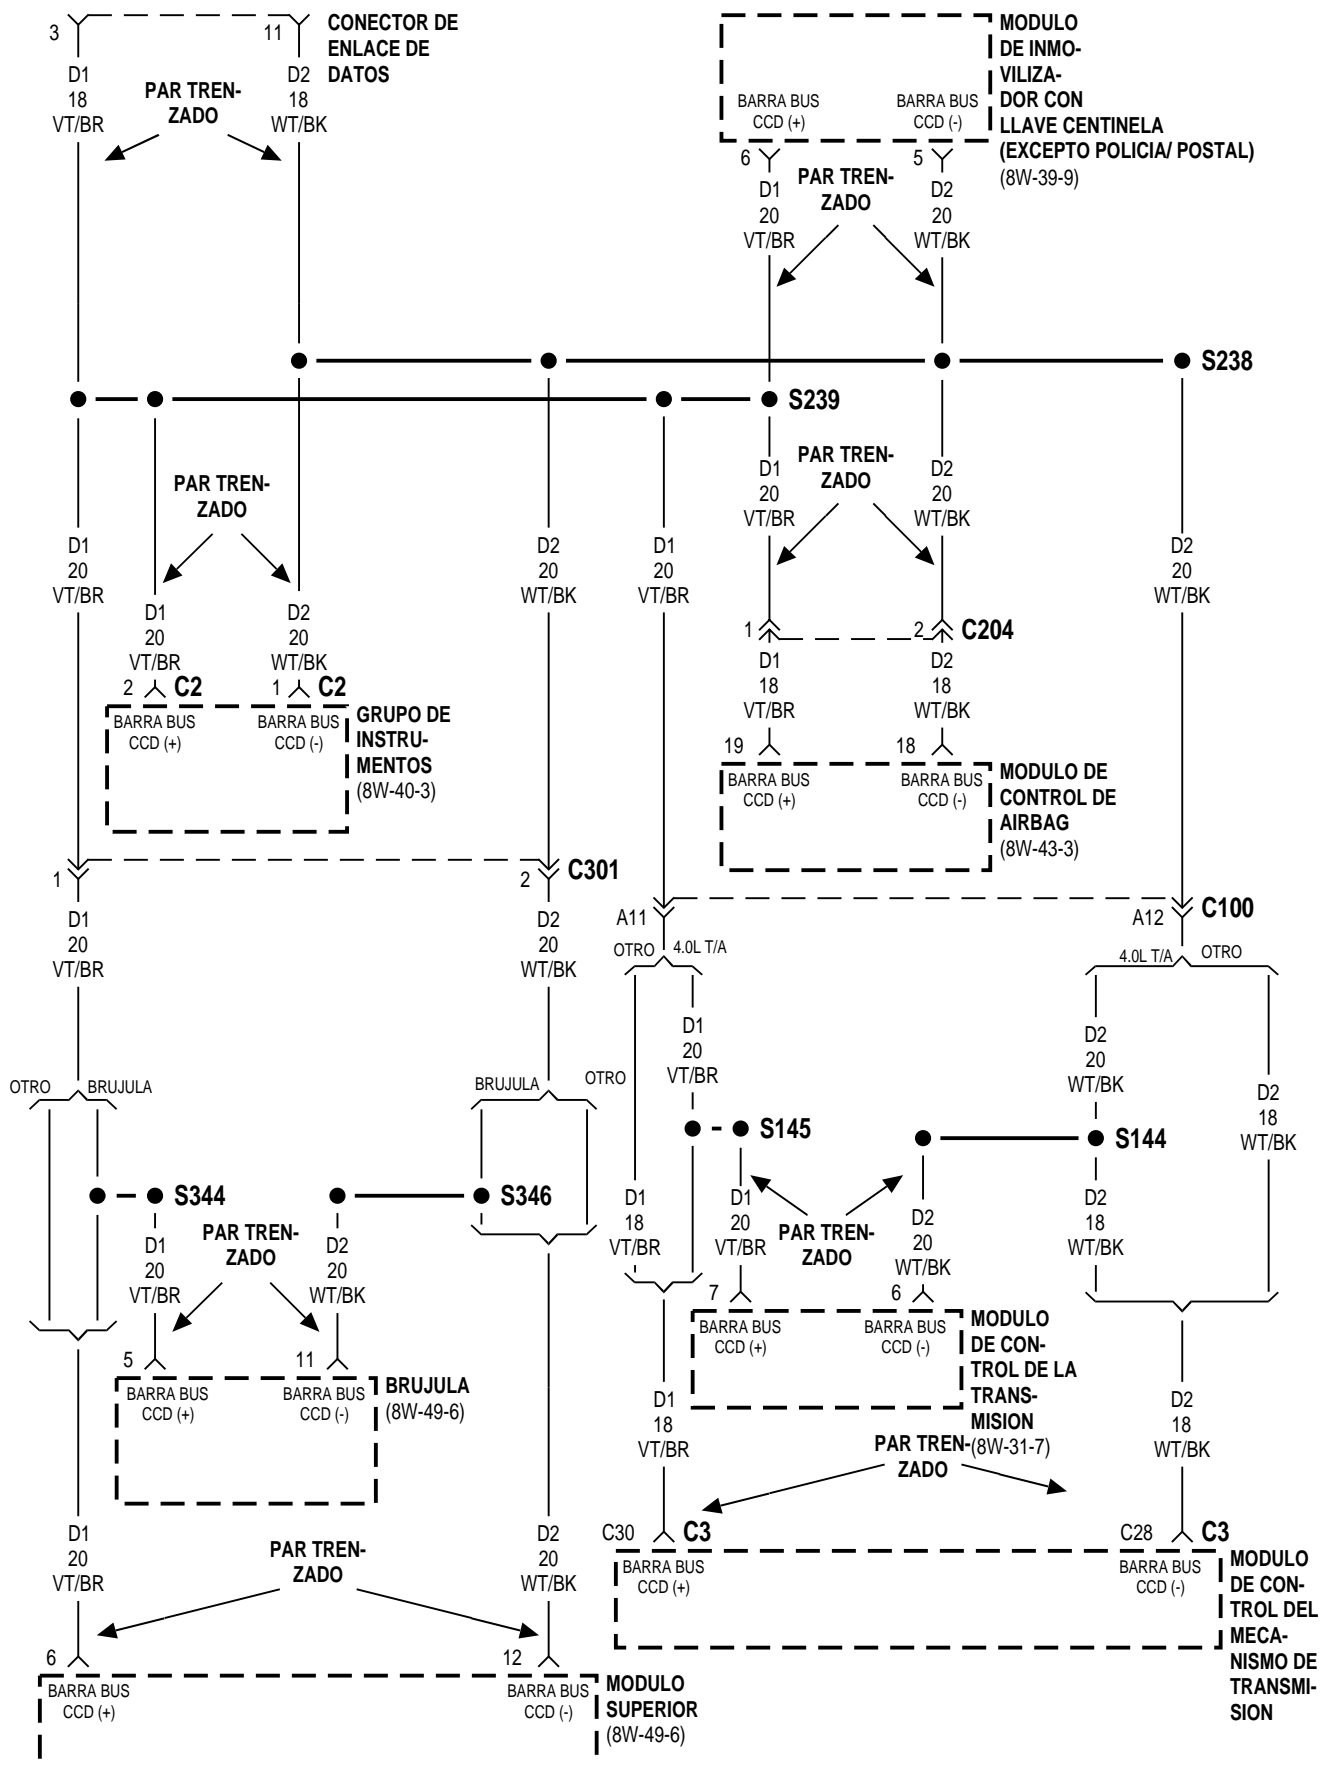 3
11
CONECTOR DE
ENLACE DE
DATOS
D1
18
VT/BR
D2
18
WT/BK
PAR TREN-
ZADO
MODULO
DE INMO-
VILIZA-
DOR CON
LLAVE CENTINELA
(EXCEPTO POLICIA/ POSTAL)
(8W-39-9)
BARRA BUS
CCD (+)
BARRA BUS
CCD (-)
6
5
D1
20
VT/BR
PAR TREN-
ZADO
D2
20
WT/BK
S238
S239
PAR TREN-
ZADO
D1
20
VT/BR
PAR TREN-
ZADO
D2
20
WT/BK
D1
20
VT/BR
D2
20
WT/BK
D1
20
VT/BR
D2
20
WT/BK
D1
20
VT/BR
D2
20
WT/BK
2
C2
1
C2
1
2
C204
D1
18
VT/BR
D2
18
WT/BK
BARRA BUS
CCD (+)
BARRA BUS
CCD (-)
GRUPO DE
INSTRU-
MENTOS
(8W-40-3)
19
18
BARRA BUS
CCD (+)
BARRA BUS
CCD (-)
MODULO DE
CONTROL DE
AIRBAG
(8W-43-3)
1
2
C301
A11
A12
C100
D1
20
VT/BR
D2
20
WT/BK
OTRO
4.0L T/A
4.0L T/A
OTRO
D1
20
VT/BR
D2
20
WT/BK
OTRO
BRUJULA
BRUJULA
OTRO
D2
18
WT/BK
S145
S144
S344
S346
PAR TREN-
ZADO
D1
20
VT/BR
D2
20
WT/BK
D1
18
VT/BR
D1
20
VT/BR
PAR TREN-
ZADO
D2
20
WT/BK
D2
18
WT/BK
7
6
BARRA BUS
CCD (+)
BARRA BUS
CCD (-)
MODULO
DE CON-
TROL DE LA
TRANS-
MISION
(8W-31-7)
5
11
BARRA BUS
CCD (+)
BARRA BUS
CCD (-)
BRUJULA
(8W-49-6)
D1
18
VT/BR
PAR TREN-
ZADO
D2
18
WT/BK
C30
C3
C28
C3
BARRA BUS
CCD (+)
BARRA BUS
CCD (-)
MODULO
DE CON-
TROL DEL
MECA-
NISMO DE
TRANSMI-
SION
D1
20
VT/BR
PAR TREN-
ZADO
D2
20
WT/BK
6
12
BARRA BUS
CCD (+)
BARRA BUS
CCD (-)
MODULO
SUPERIOR
(8W-49-6)